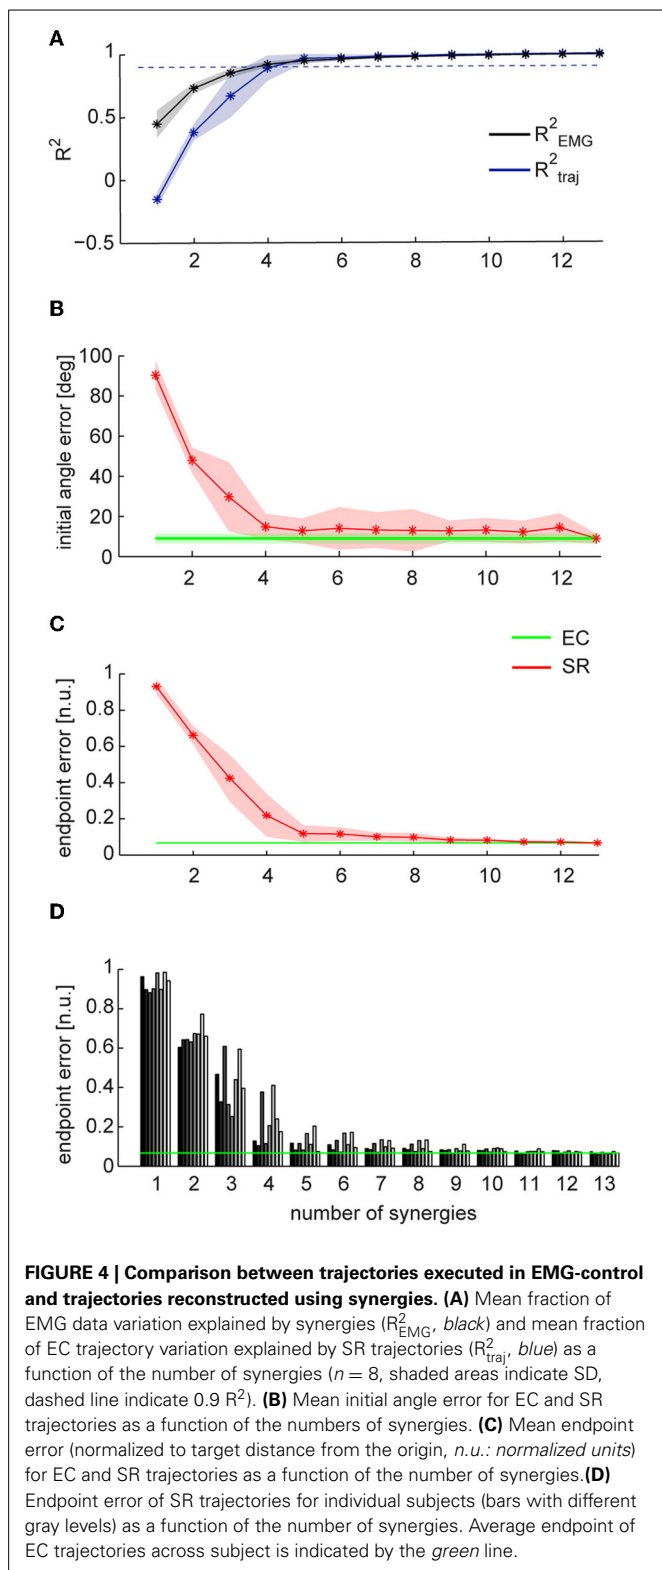 A
1
0.5
0
−0.5
R²
R²EMG
R²traj
2 4 6 8 10 12
B
100
80
60
40
20
0
initial angle error [deg]
2 4 6 8 10 12
C
EC
SR
1
0.8
0.6
0.4
0.2
0
endpoint error [n.u.]
2 4 6 8 10 12
D
1
0.8
0.6
0.4
0.2
0
endpoint error [n.u.]
1 2 3 4 5 6 7 8 9 10 11 12 13
number of synergies
FIGURE 4 | Comparison between trajectories executed in EMG-control
and trajectories reconstructed using synergies. (A) Mean fraction of
EMG data variation explained by synergies (R²EMG, black) and mean fraction
of EC trajectory variation explained by SR trajectories (R²traj, blue) as a
function of the number of synergies (n = 8, shaded areas indicate SD,
dashed line indicate 0.9 R²). (B) Mean initial angle error for EC and SR
trajectories as a function of the numbers of synergies. (C) Mean endpoint
error (normalized to target distance from the origin, n.u.: normalized units)
for EC and SR trajectories as a function of the number of synergies.(D)
Endpoint error of SR trajectories for individual subjects (bars with different
gray levels) as a function of the number of synergies. Average endpoint of
EC trajectories across subject is indicated by the green line.